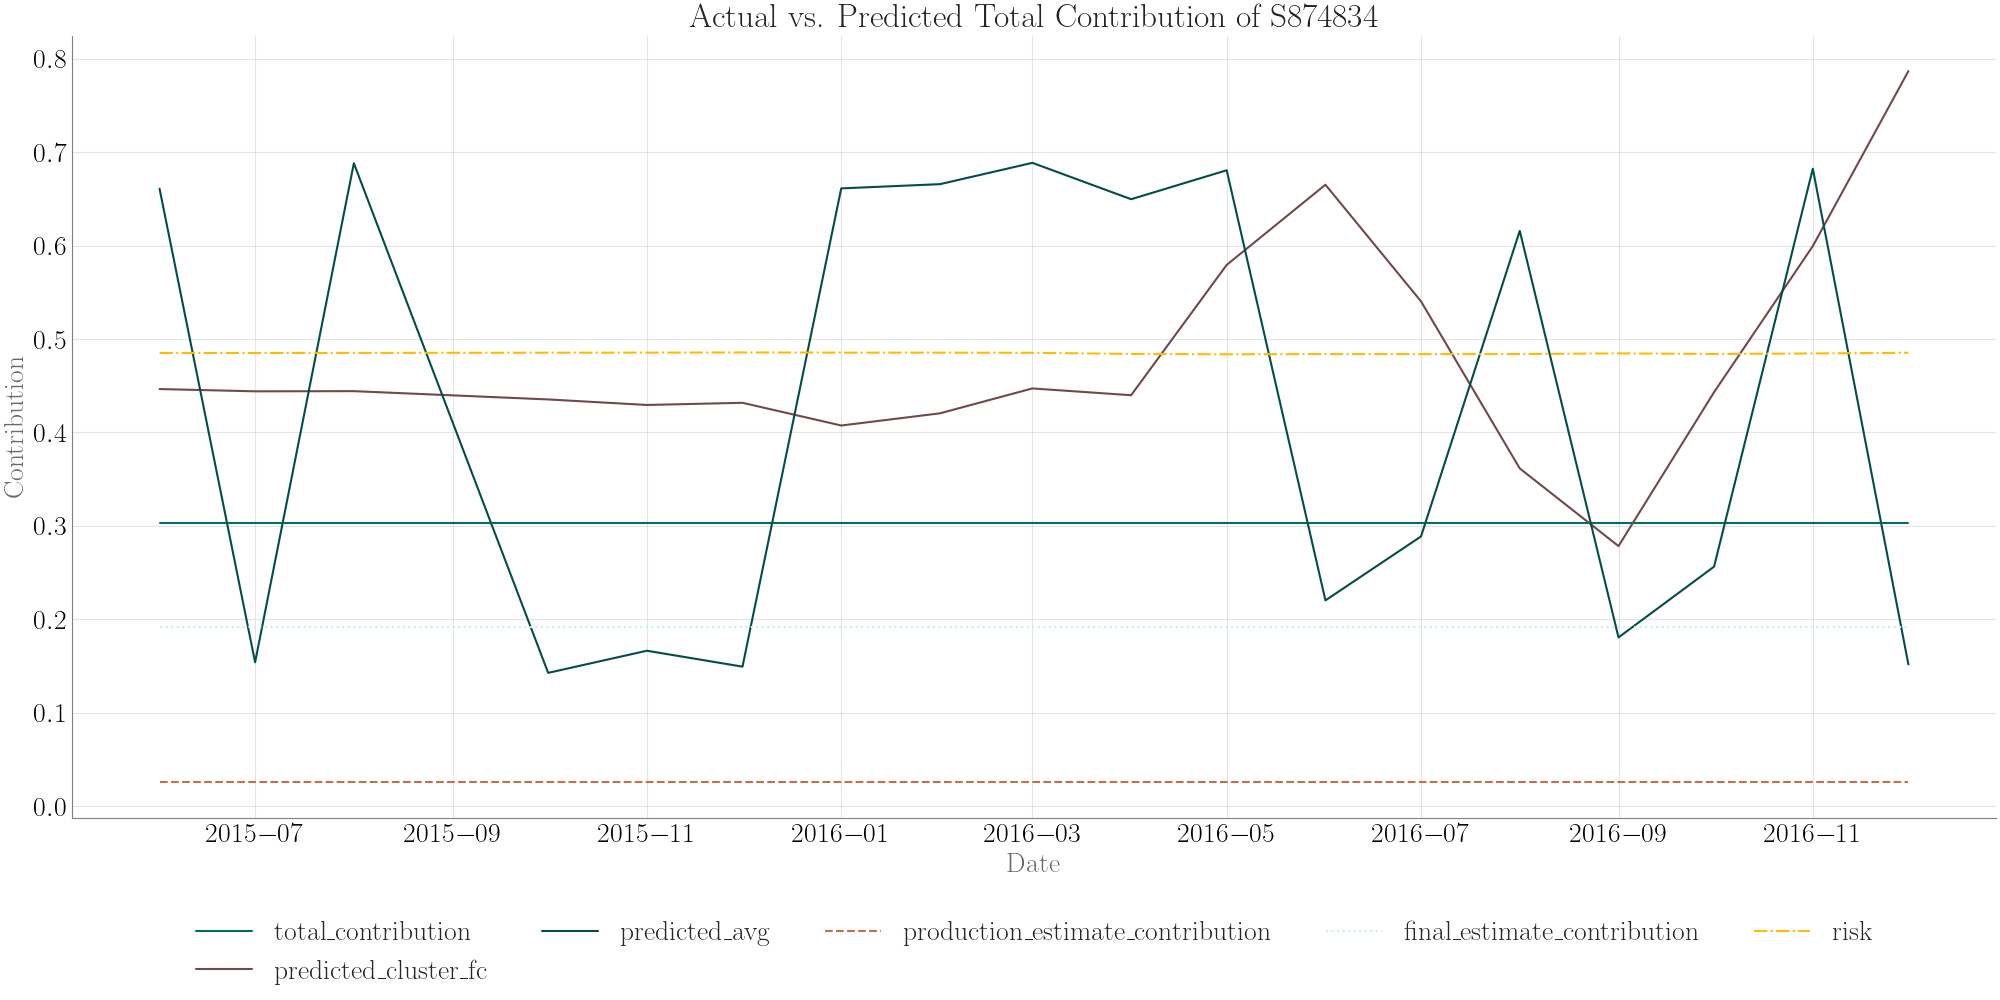 Actual vs. Predicted Total Contribution of S874834
0.8
0.7
0.6
0.5
0.4
0.3
0.2
0.1
0.0
Contribution
2015–07 2015–09 2015–11 2016–01 2016–03 2016–05 2016–07 2016–09 2016–11
Date
total_contribution predicted_avg production_estimate_contribution final_estimate_contribution risk
predicted_cluster_fc